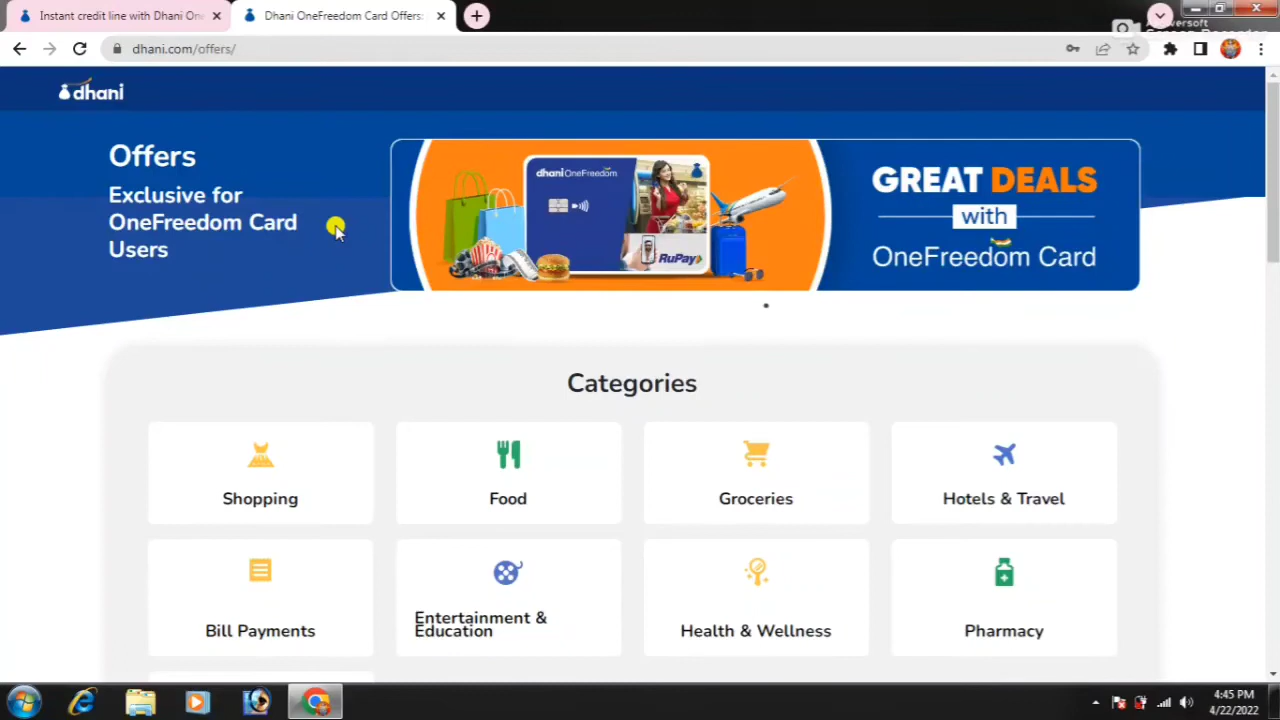 Instant credit line with Dhani On
Dhani OneFreedom Card Offers:
dhani.com/offers/
dhani
Offers
Exclusive for
OneFreedom Card
Users
dhani OneFreedom
RuPay
GREAT DEALS
with
OneFreedom Card
Categories
Shopping
Food
Groceries
Hotels & Travel
Bill Payments
Entertainment &
Education
Health & Wellness
Pharmacy
4:45 PM
4/22/2022